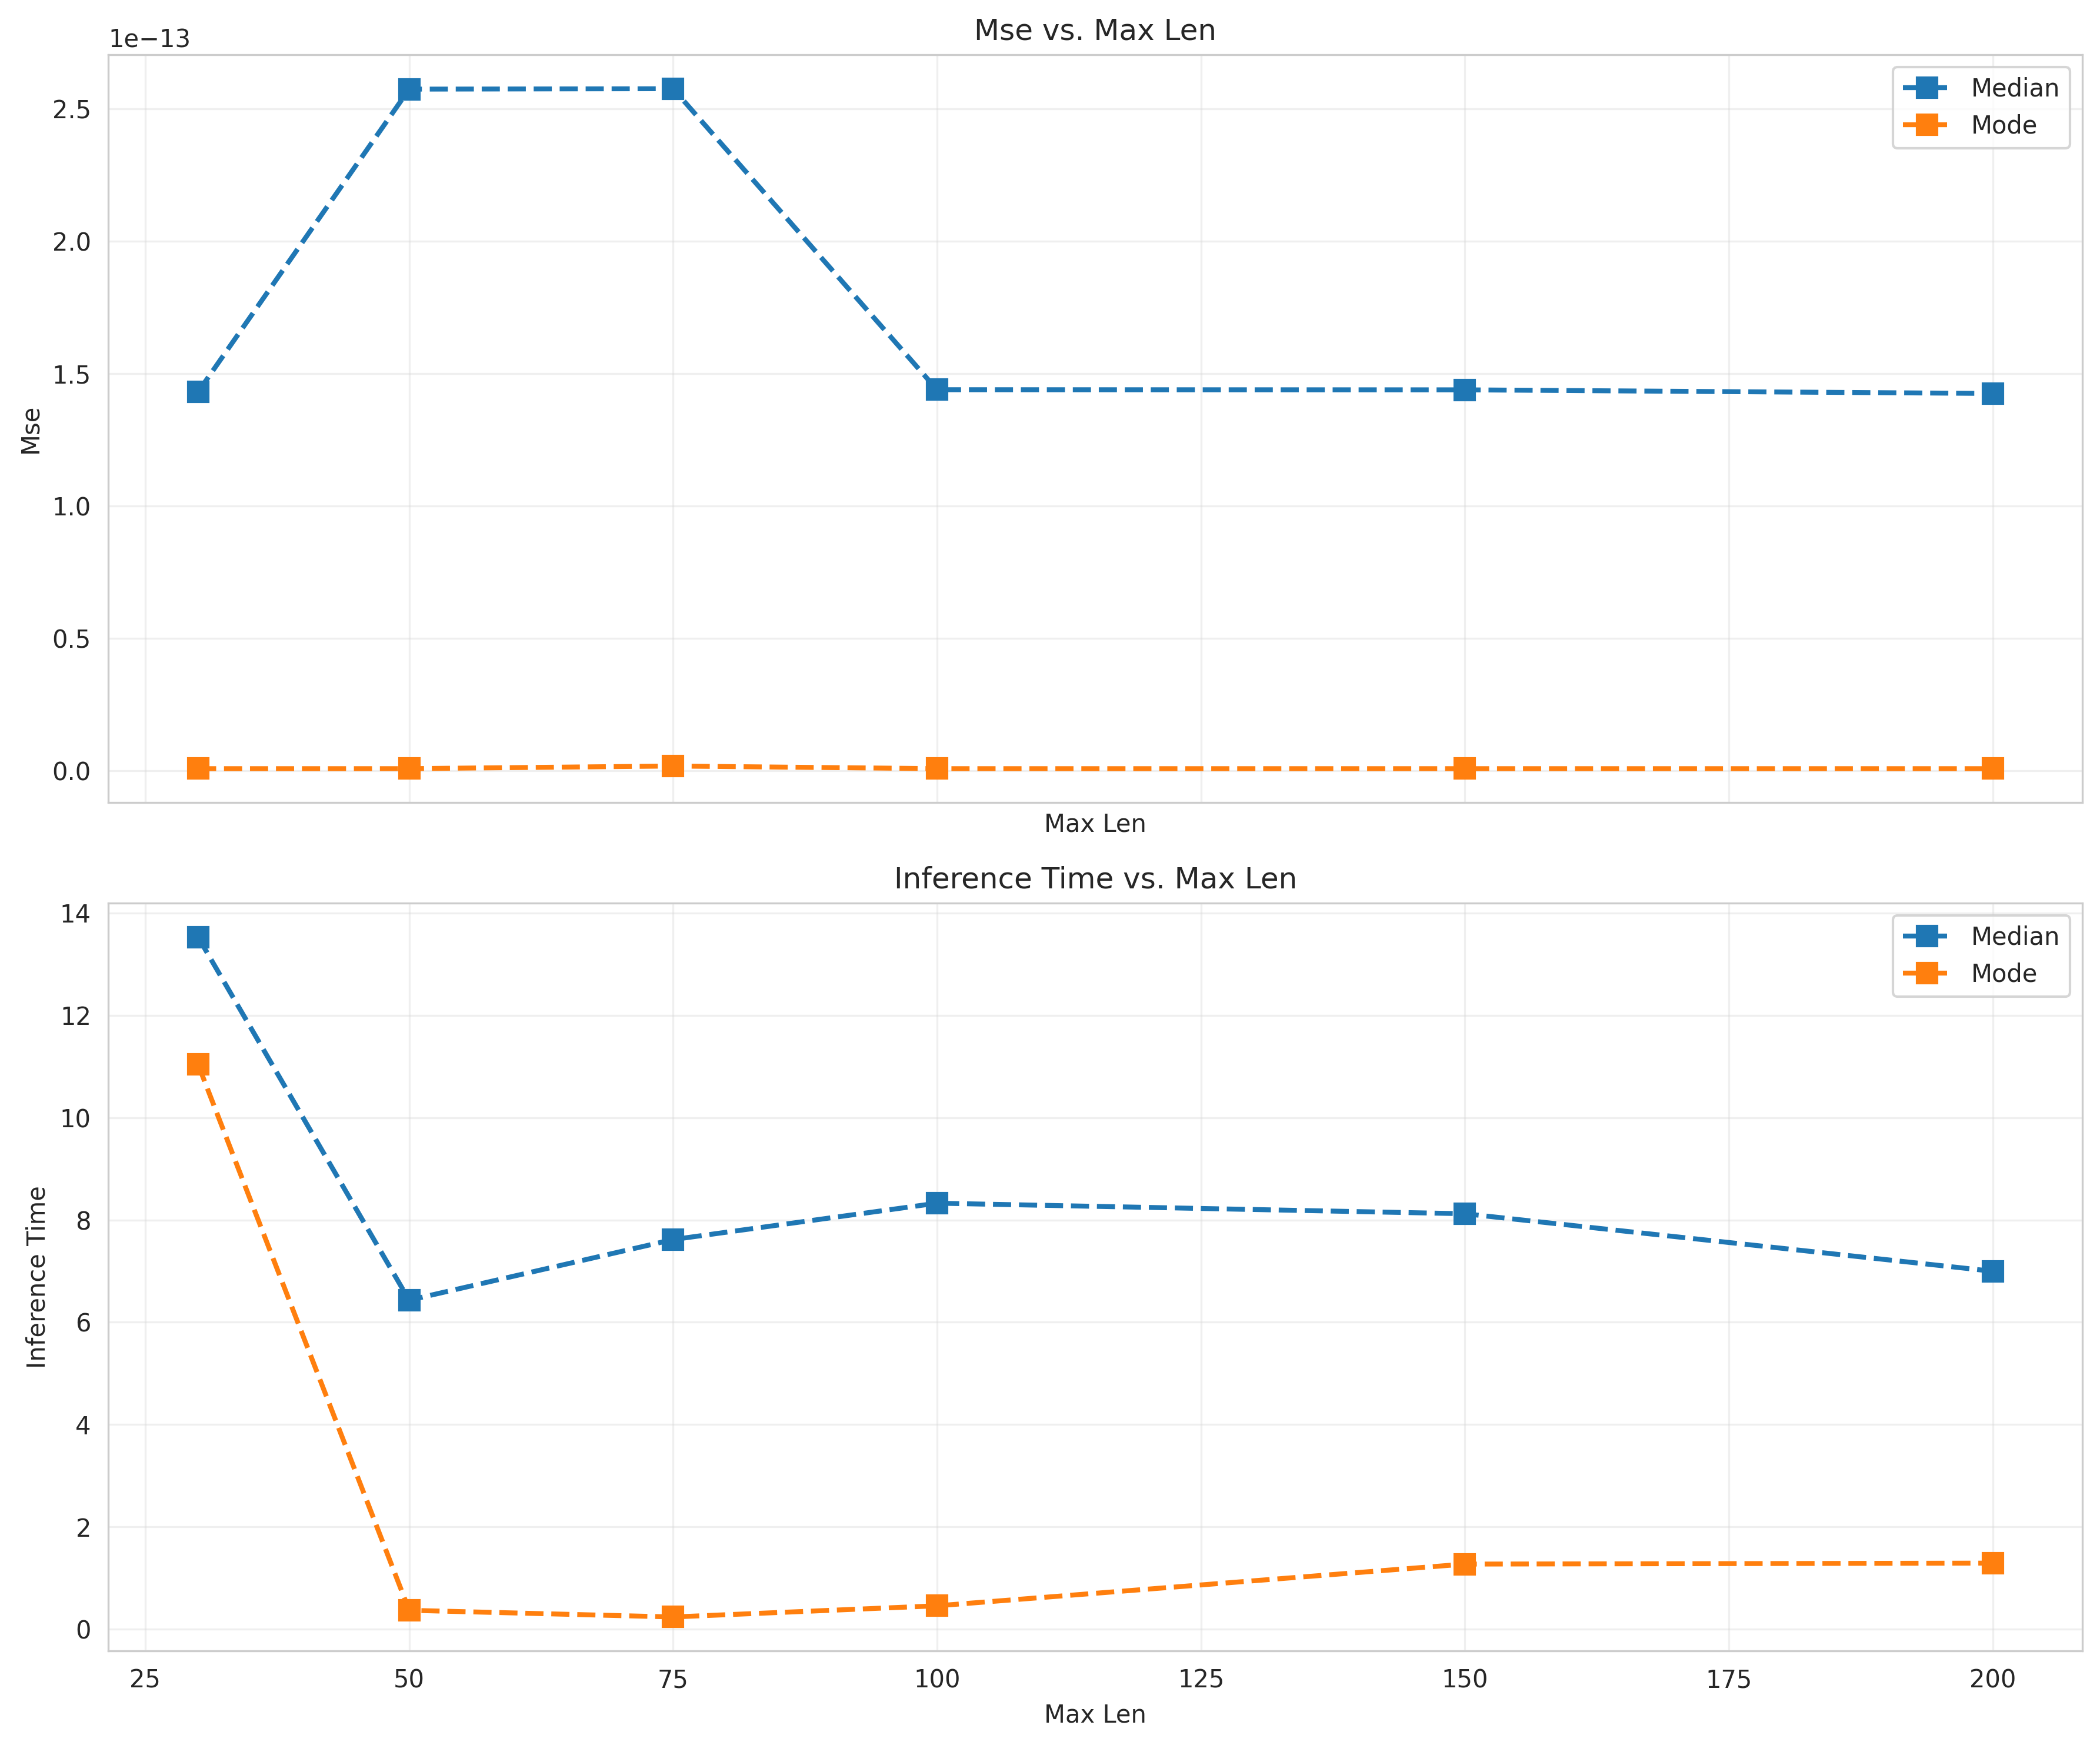 Mse vs. Max Len
1e−13
Median
Mode
2.5
2.0
1.5
1.0
0.5
0.0
Mse
Max Len
Inference Time vs. Max Len
Median
Mode
14
12
10
8
6
4
2
0
Inference Time
25 50 75 100 125 150 175 200
Max Len